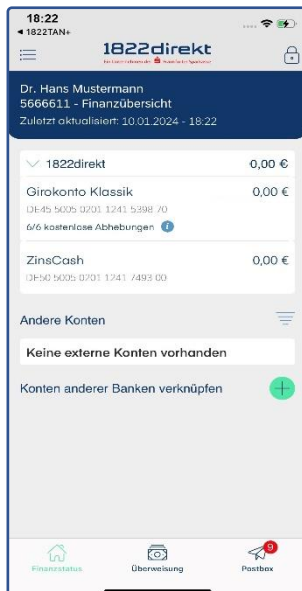 18:22
◀ 1822TAN+
1822direkt
Dr. Hans Mustermann
5666611 - Finanzübersicht
Zuletzt aktualisiert: 10.01.2024 - 18:22
1822direkt 0,00 €
Girokonto Klassik 0,00 €
DE45 5005 0201 1241 5398 70
6/6 kostenlose Abhebungen
ZinsCash 0,00 €
DE50 5005 0201 1241 7493 00
Andere Konten
Keine externe Konten vorhanden
Konten anderer Banken verknüpfen
9
Finanzstatus Überweisung Postbox